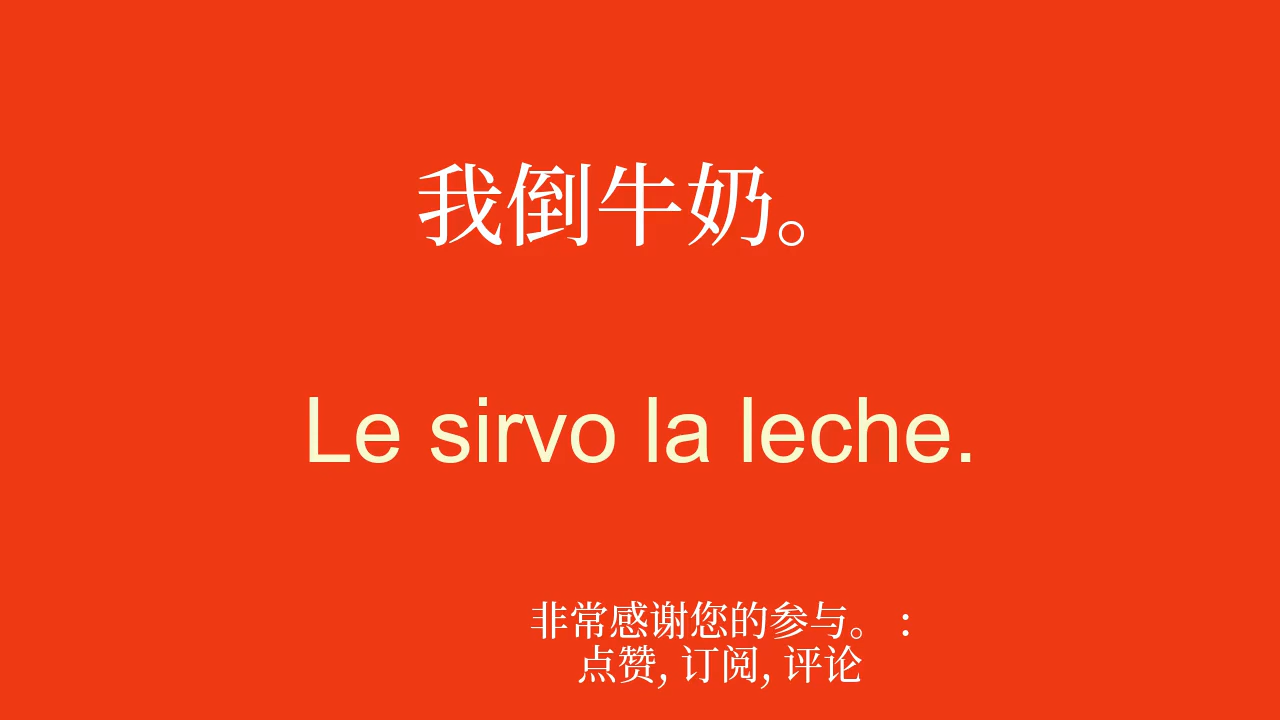 我倒牛奶。
Le sirvo la leche.
非常感谢您的参与。 :
点赞, 订阅, 评论